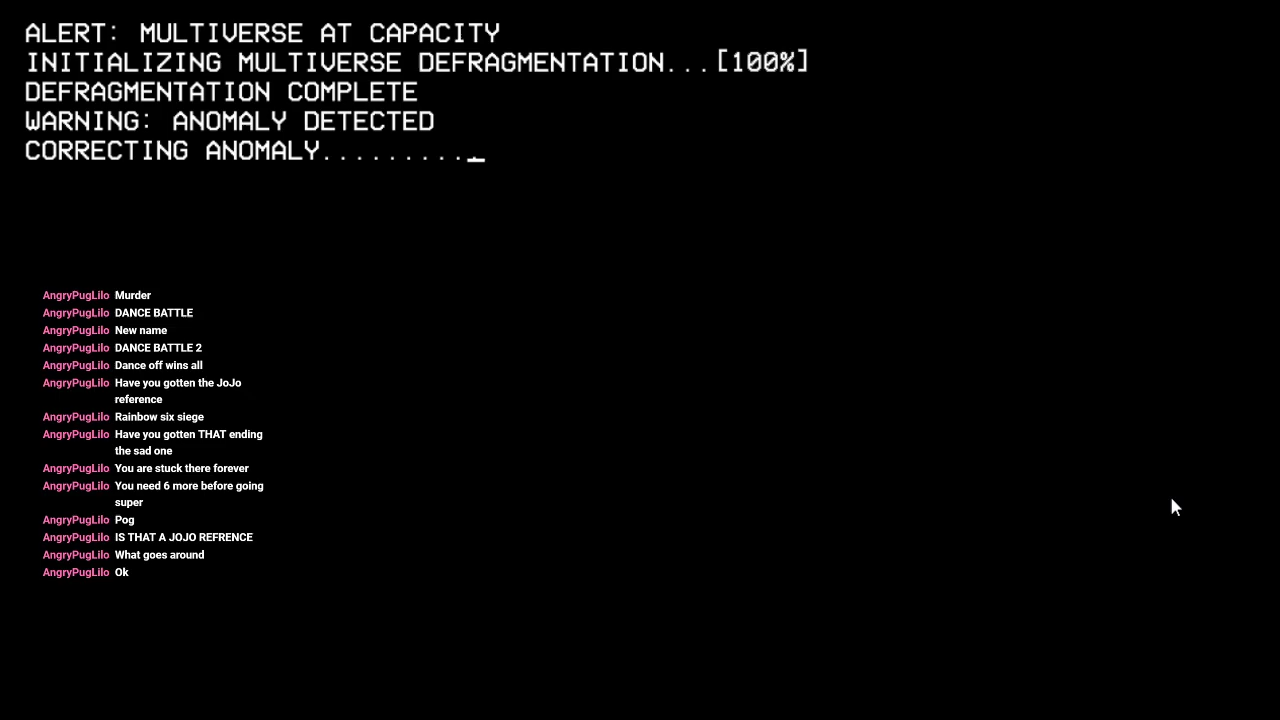 ALERT: MULTIVERSE AT CAPACITY
INITIALIZING MULTIVERSE DEFRAGMENTATION...[100%]
DEFRAGMENTATION COMPLETE
WARNING: ANOMALY DETECTED
CORRECTING ANOMALY.........._
AngryPugLilo Murder
AngryPugLilo DANCE BATTLE
AngryPugLilo New name
AngryPugLilo DANCE BATTLE 2
AngryPugLilo Dance off wins all
AngryPugLilo Have you gotten the JoJo
reference
AngryPugLilo Rainbow six siege
AngryPugLilo Have you gotten THAT ending
the sad one
AngryPugLilo You are stuck there forever
AngryPugLilo You need 6 more before going
super
AngryPugLilo Pog
AngryPugLilo IS THAT A JOJO REFRENCE
AngryPugLilo What goes around
AngryPugLilo Ok